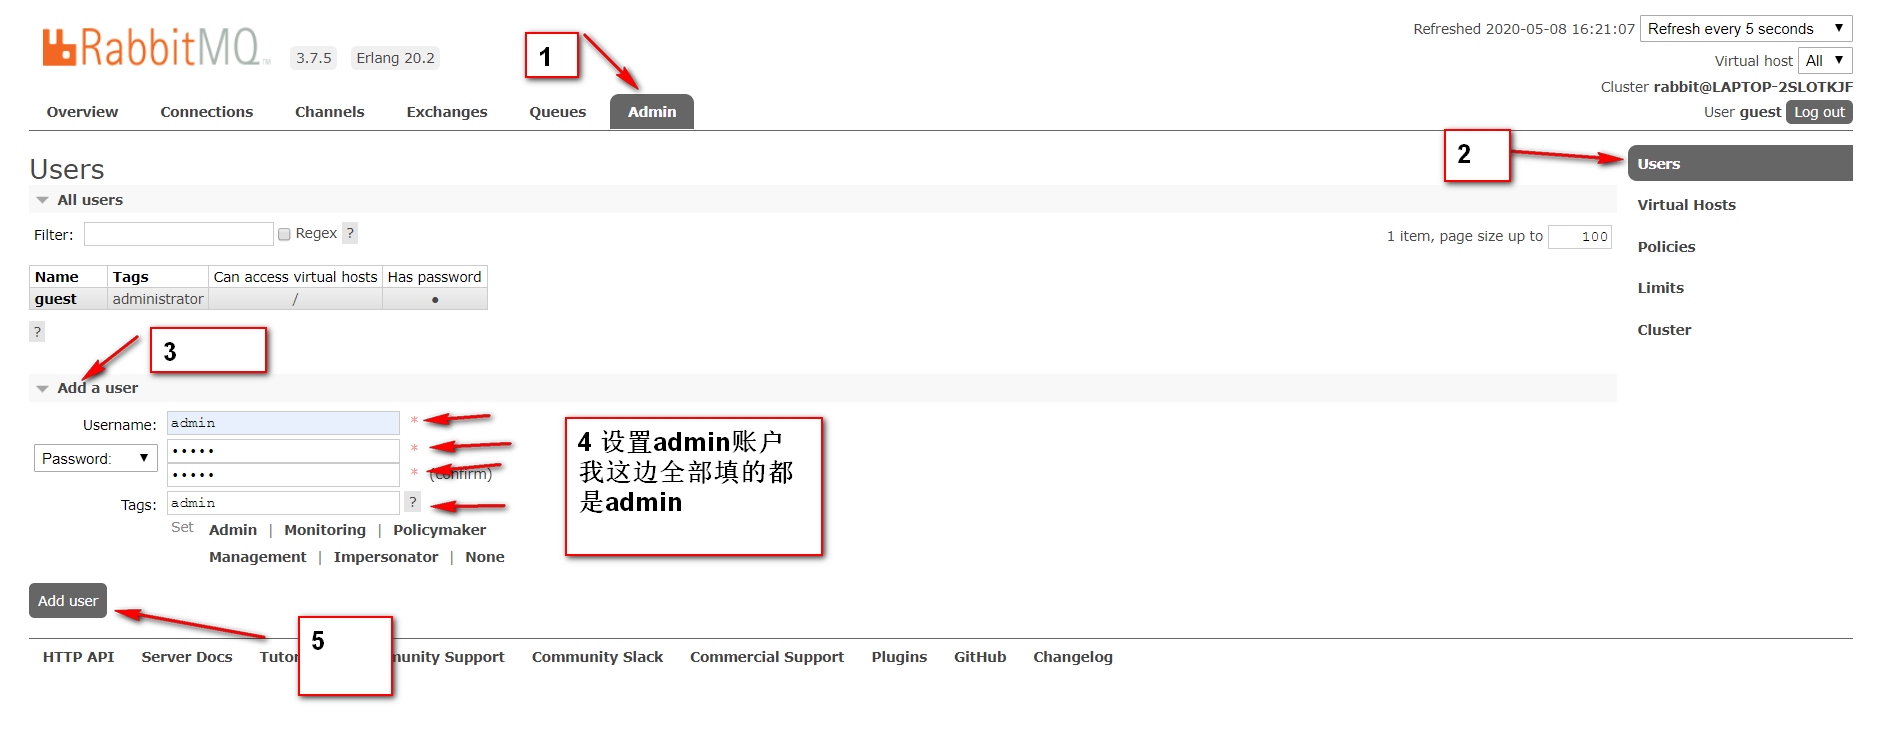 RabbitMQ TM 3.7.5 Erlang 20.2
Refreshed 2020-05-08 16:21:07 Refresh every 5 seconds
Virtual host All
Cluster rabbit@LAPTOP-2SLOTKJF
User guest Log out
1
Overview Connections Channels Exchanges Queues Admin
2
Users
Virtual Hosts
Policies
Limits
Cluster
Users
All users
Filter: Regex ?
1 item, page size up to 100
Name Tags Can access virtual hosts Has password
guest administrator / ●
?
3
Add a user
Username: admin *
Password: ••••• *
••••• * (confirm)
Tags: admin ?
Set Admin | Monitoring | Policymaker
Management | Impersonator | None
4 设置admin账户
我这边全部填的都
是admin
Add user
5
HTTP API Server Docs Tutor munity Support Community Slack Commercial Support Plugins GitHub Changelog